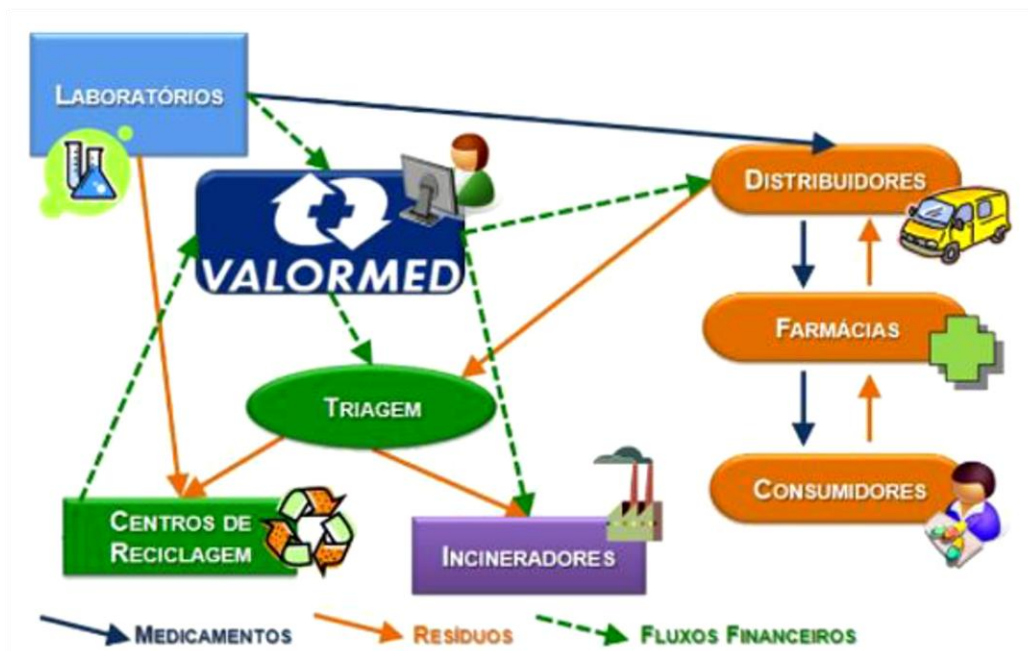 LABORATÓRIOS
DISTRIBUIDORES
VALORMED
FARMÁCIAS
TRIAGEM
CONSUMIDORES
CENTROS DE
RECICLAGEM
INCINERADORES
MEDICAMENTOS
RESÍDUOS
FLUXOS FINANCEIROS